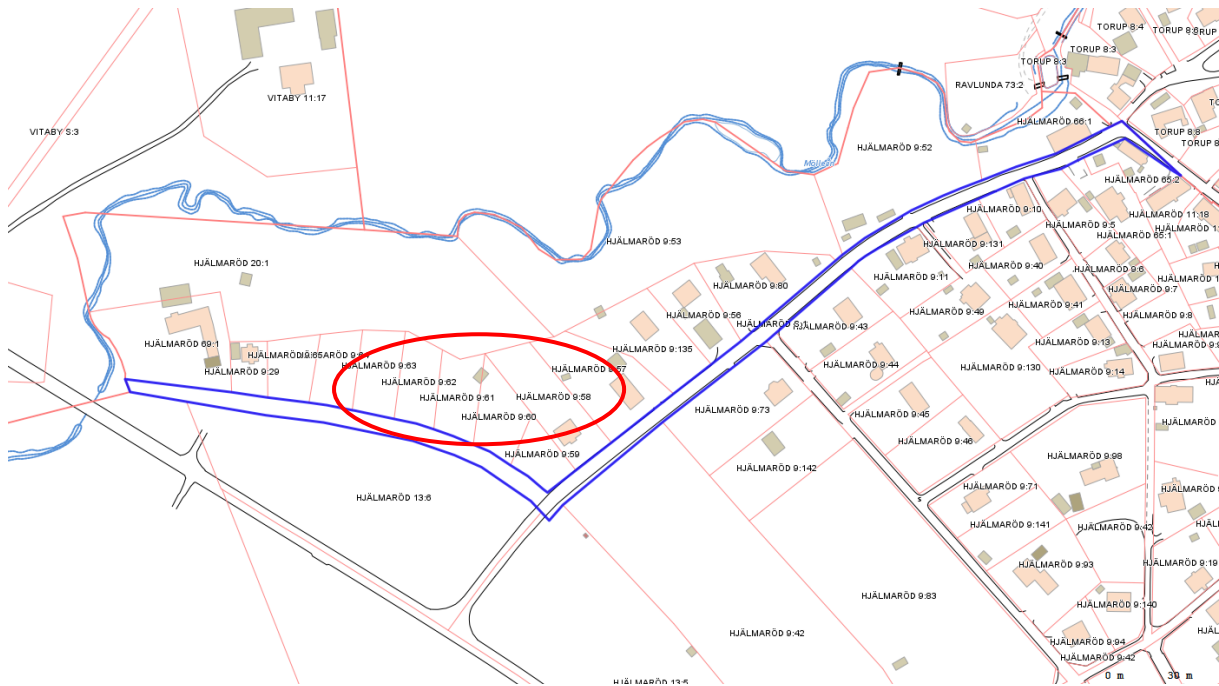 TORUP 8:4
TORUP 8:3
TORUP 8:3
VITABY 11:17
RAVLUNDA 73:2
VITABY S:3
HJÄLMARÖD 66:1
TORUP 8:8
HJÄLMARÖD 9:52
HJÄLMARÖD 65:2
HJÄLMARÖD 9:10
HJÄLMARÖD 11:18
HJÄLMARÖD 9:5
HJÄLMARÖD 65:1
HJÄLMARÖD 9:53
HJÄLMARÖD 9:131
HJÄLMARÖD 20:1
HJÄLMARÖD 9:40
HJÄLMARÖD 9:6
HJÄLMARÖD 9:11
HJÄLMARÖD 9:80
HJÄLMARÖD 9:7
HJÄLMARÖD 9:41
HJÄLMARÖD 9:49
HJÄLMARÖD 9:56
HJÄLMARÖD 9:8
HJÄLMARÖD 9:43
HJÄLMARÖD 9:13
HJÄLMARÖD 69:1
HJÄLMARÖD 9:135
HJÄLMARÖD 9:63
HJÄLMARÖD 9:44
HJÄLMARÖD 9:130
HJÄLMARÖD 9:29
HJÄLMARÖD 9:57
HJÄLMARÖD 9:14
HJÄLMARÖD 9:62
HJÄLMARÖD 9:61
HJÄLMARÖD 9:58
HJÄLMARÖD 9:73
HJÄLMARÖD 9:60
HJÄLMARÖD 9:45
HJÄLMARÖD 9:46
HJÄLMARÖD 9:59
HJÄLMARÖD 9:98
HJÄLMARÖD 9:142
HJÄLMARÖD 9:71
HJÄLMARÖD 13:6
HJÄLMARÖD 9:141
HJÄLMARÖD 9:42
HJÄLMARÖD 9:93
HJÄLMARÖD 9:19
HJÄLMARÖD 9:83
HJÄLMARÖD 9:140
HJÄLMARÖD 9:42
HJÄLMARÖD 9:94
HJÄLMARÖD 9:42
0 m 30 m
HJÄLMARÖD 13:5